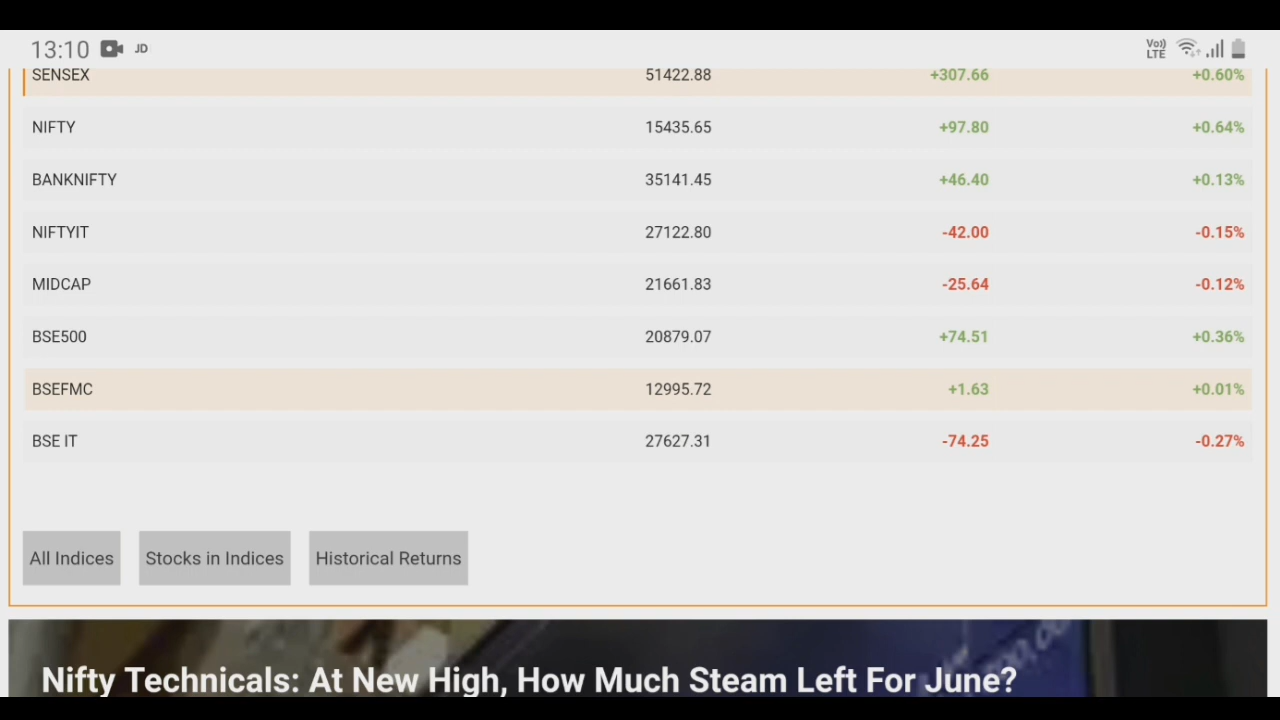 13:10 JD Vo)) LTE
SENSEX 51422.88 +307.66 +0.60%
NIFTY 15435.65 +97.80 +0.64%
BANKNIFTY 35141.45 +46.40 +0.13%
NIFTYIT 27122.80 -42.00 -0.15%
MIDCAP 21661.83 -25.64 -0.12%
BSE500 20879.07 +74.51 +0.36%
BSEFMC 12995.72 +1.63 +0.01%
BSE IT 27627.31 -74.25 -0.27%
All Indices Stocks in Indices Historical Returns
Nifty Technicals: At New High, How Much Steam Left For June?